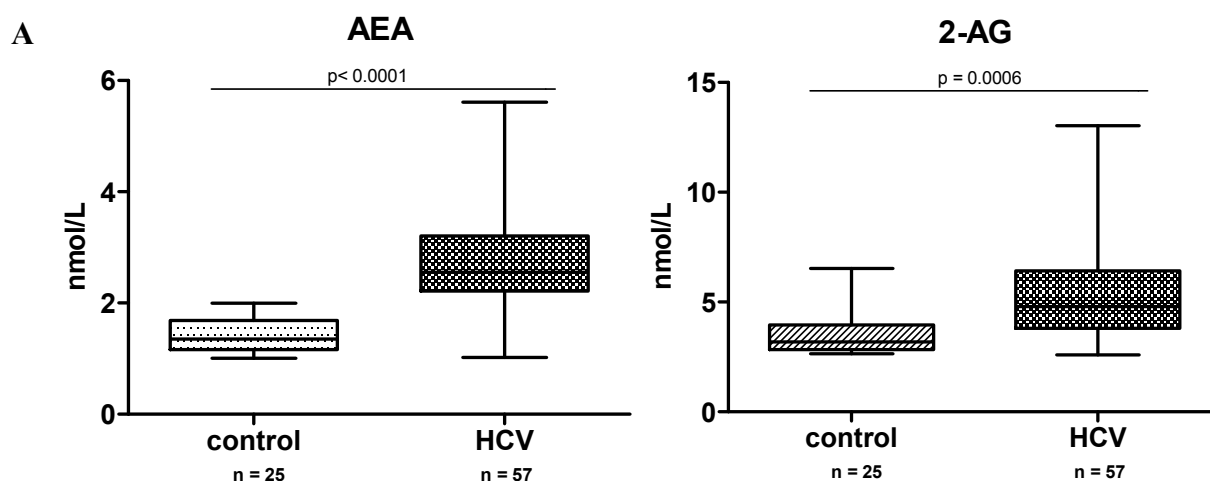 A
AEA
p< 0.0001
nmol/L
6
4
2
0
control
HCV
n = 25
n = 57
2-AG
p = 0.0006
nmol/L
15
10
5
0
control
HCV
n = 25
n = 57